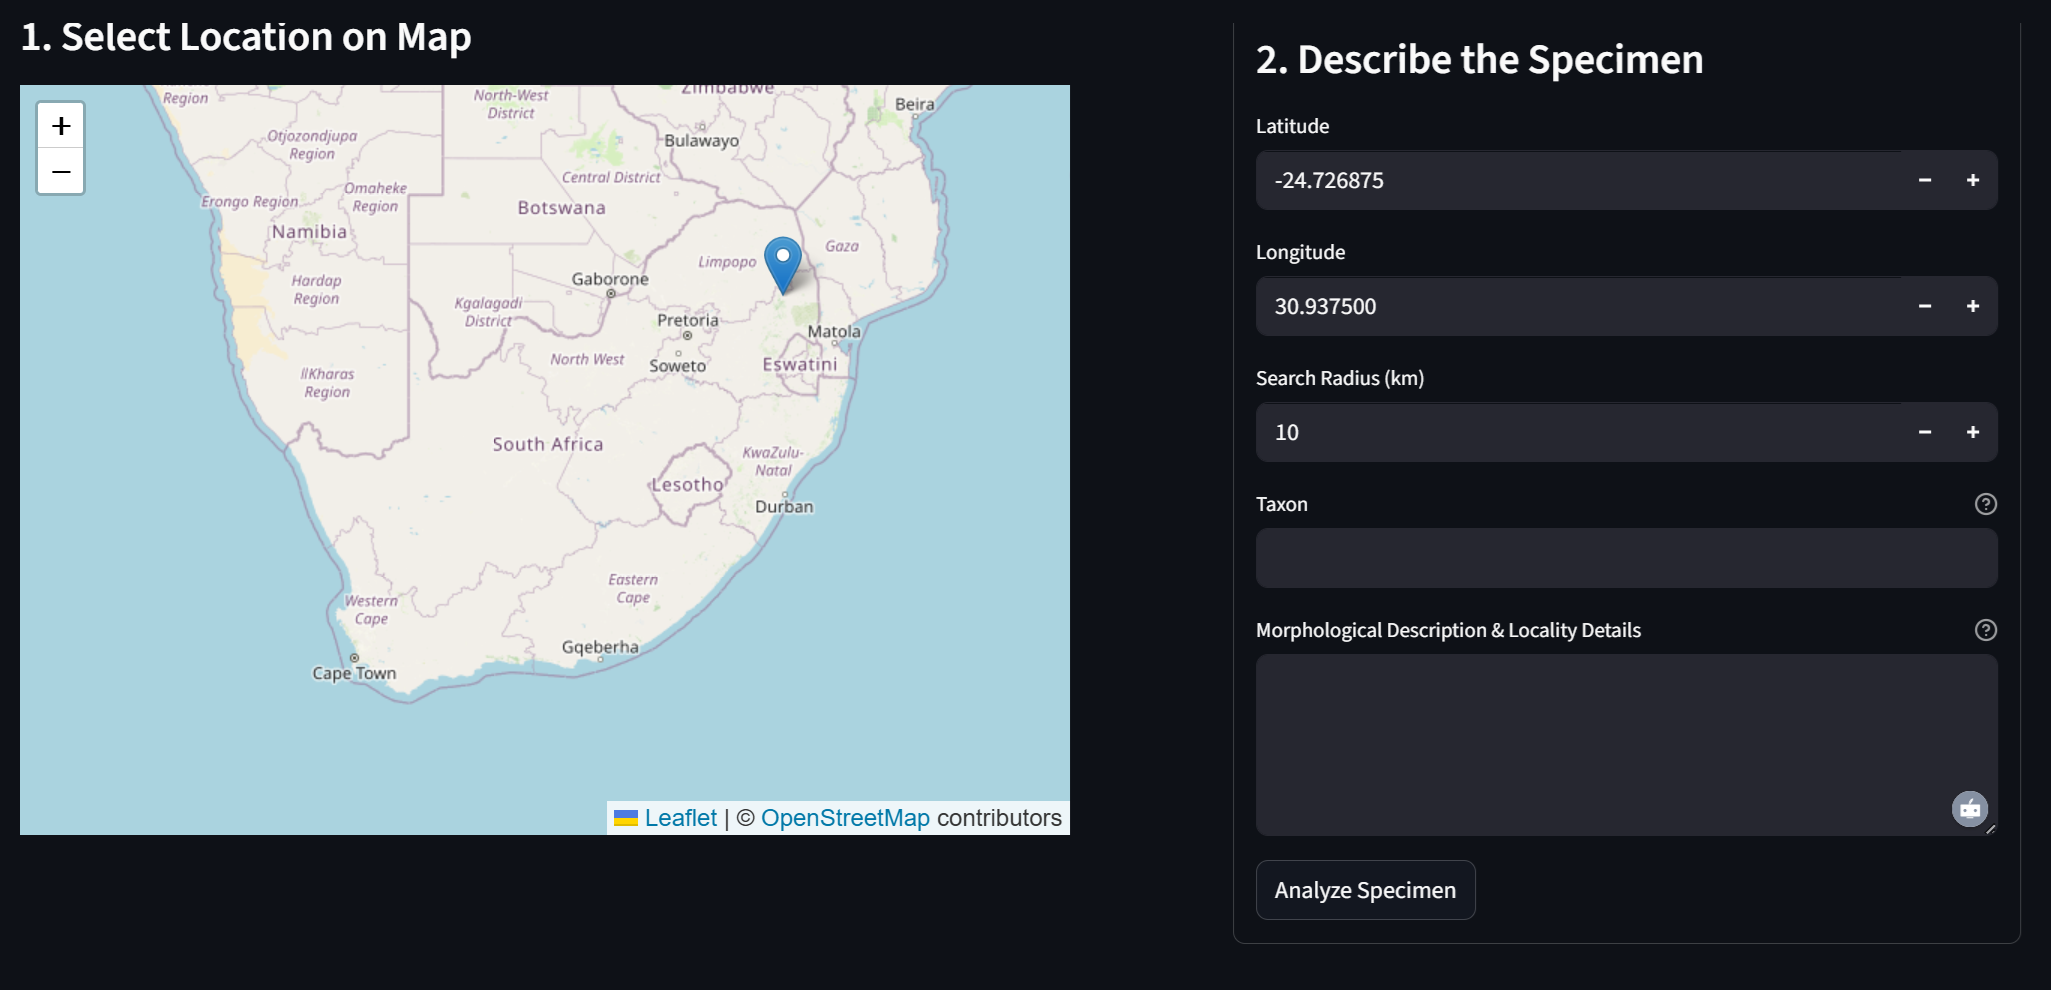 1. Select Location on Map
+
−
Region
North-West
District
Zimbabwe
Beira
Otjozondjupa
Region
Bulawayo
Central District
Omaheke
Region
Erongo Region
Botswana
Namibia
Gaza
Limpopo
Hardap
Region
Gaborone
Kgalagadi
District
Pretoria
Matola
North West
Soweto
Eswatini
IlKharas
Region
South Africa
KwaZulu-
Natal
Lesotho
Durban
Eastern
Cape
Western
Cape
Gqeberha
Cape Town
Leaflet | © OpenStreetMap contributors
2. Describe the Specimen
Latitude
-24.726875
− +
Longitude
30.937500
− +
Search Radius (km)
10
− +
Taxon
?
Morphological Description & Locality Details
?
Analyze Specimen